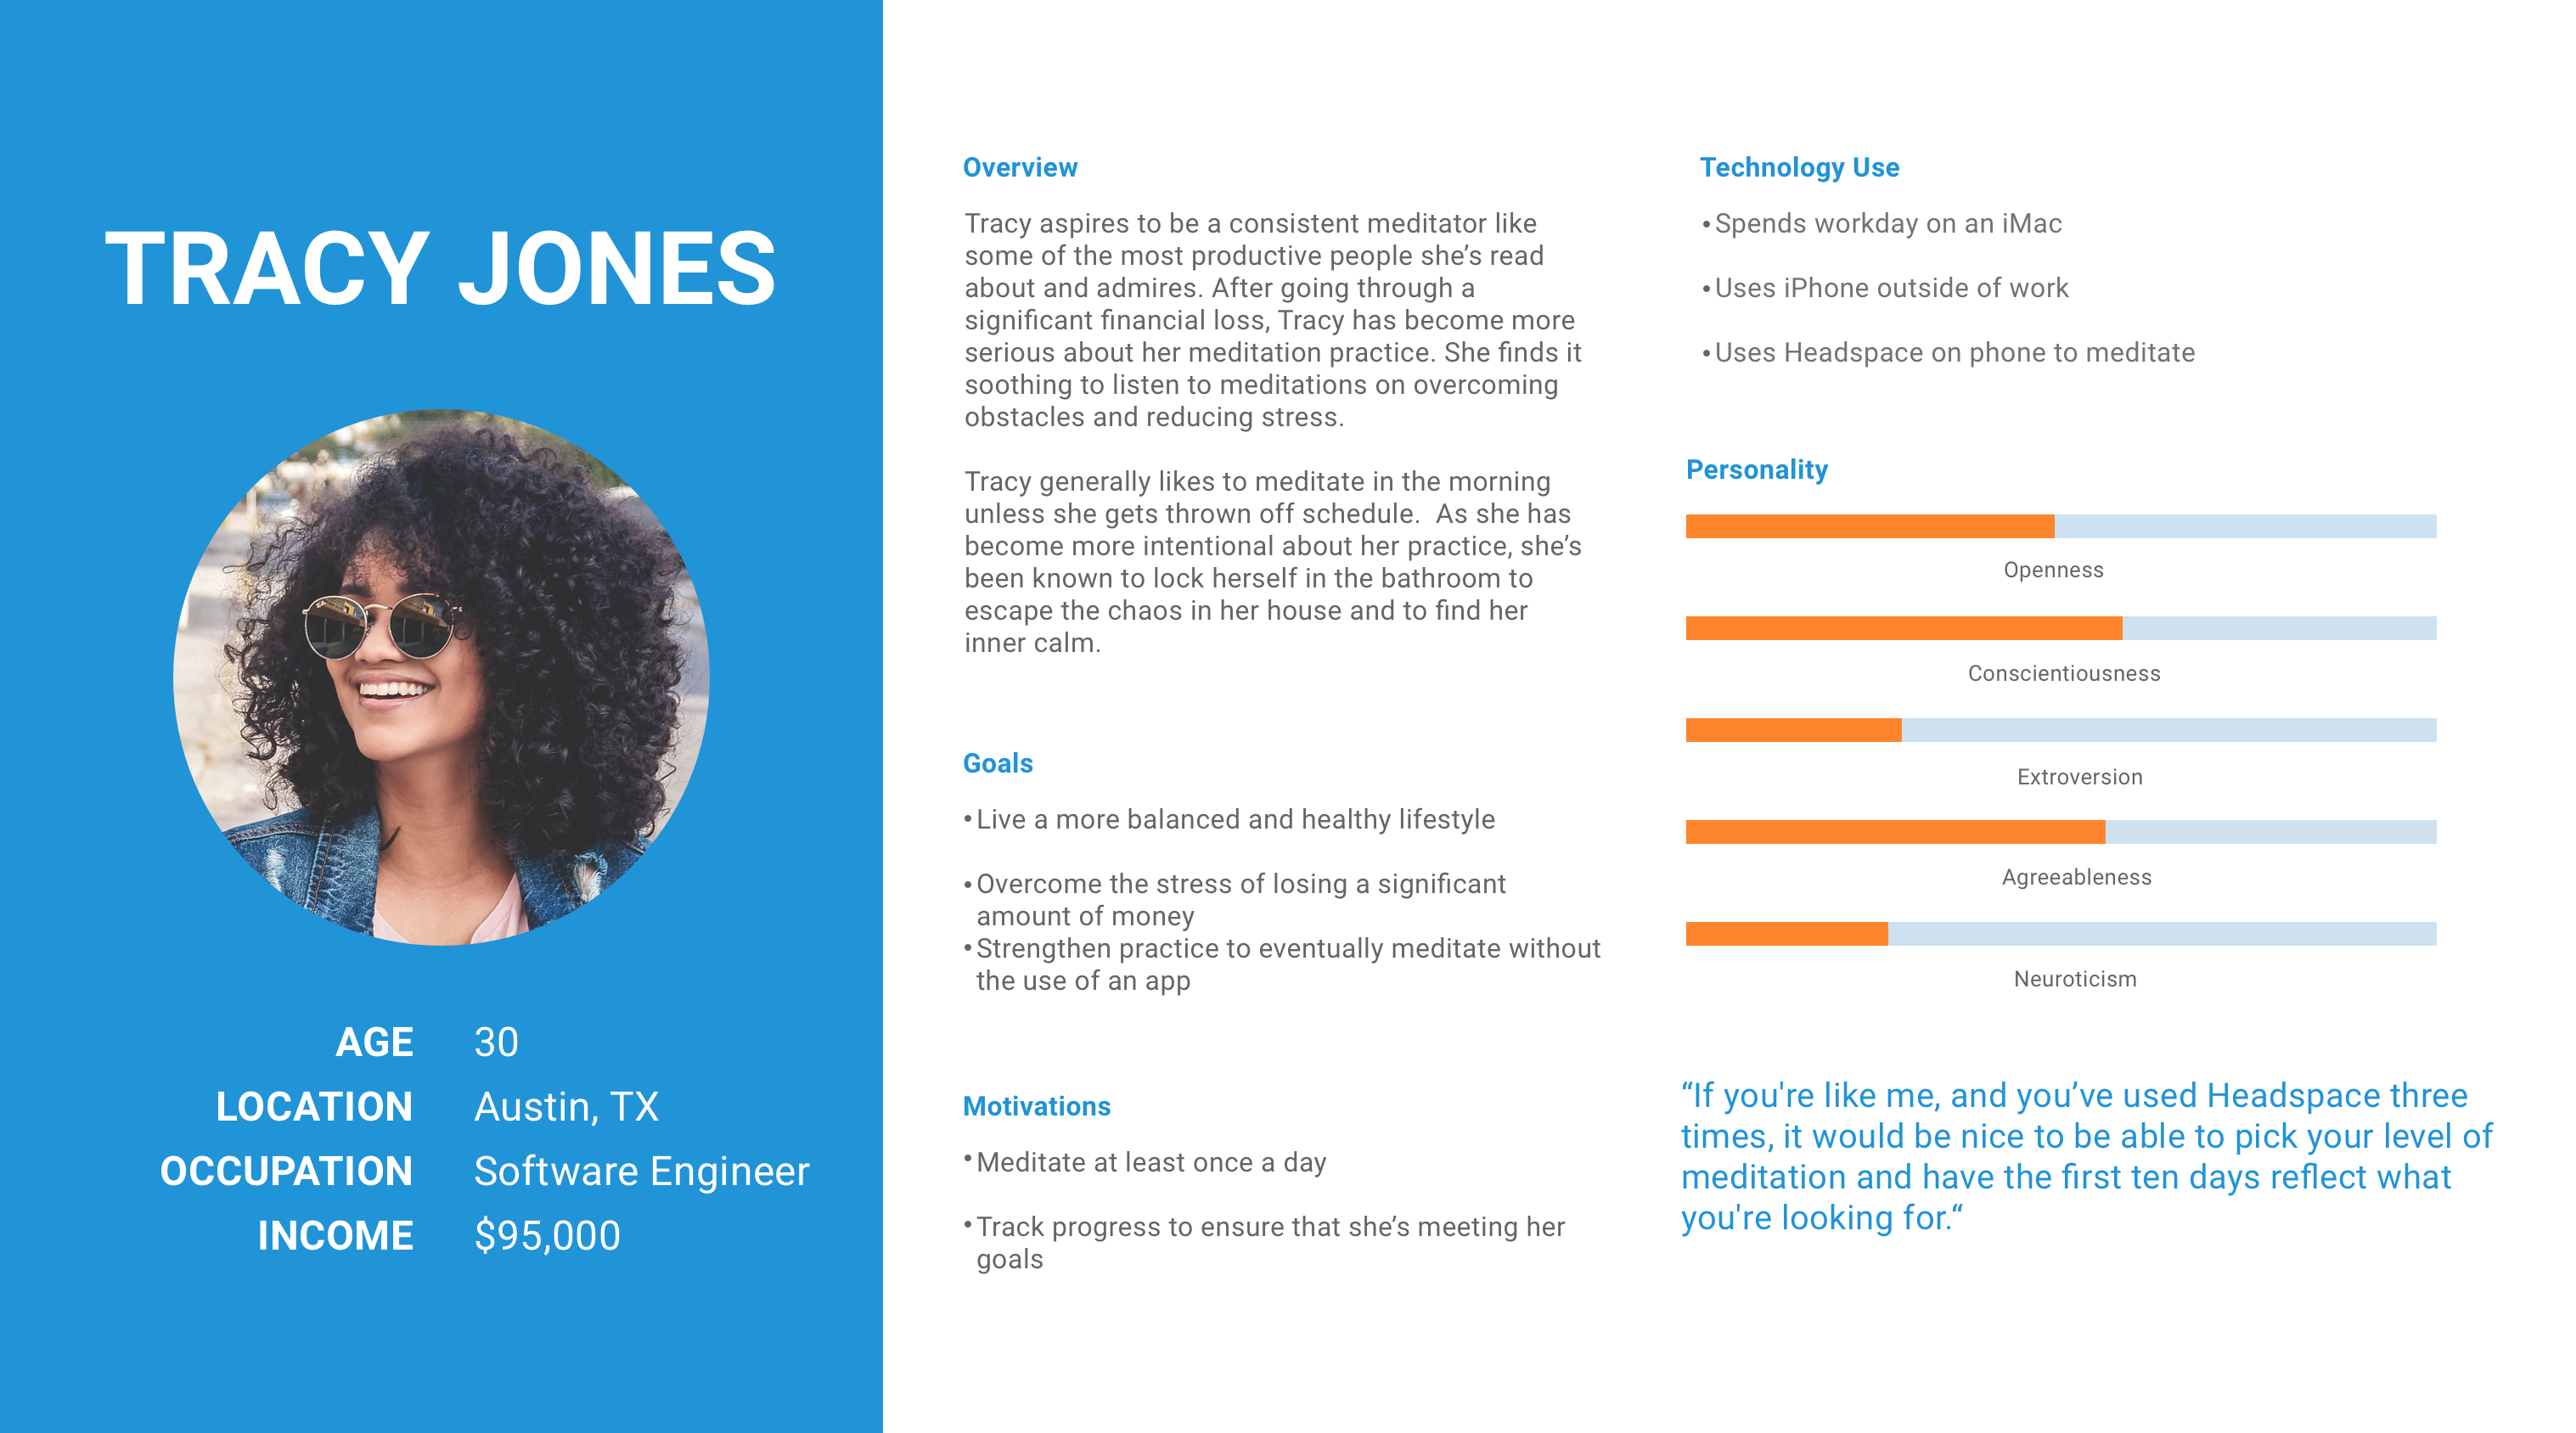 TRACY JONES
AGE 30
LOCATION Austin, TX
OCCUPATION Software Engineer
INCOME $95,000
Overview
Tracy aspires to be a consistent meditator like
some of the most productive people she’s read
about and admires. After going through a
significant financial loss, Tracy has become more
serious about her meditation practice. She finds it
soothing to listen to meditations on overcoming
obstacles and reducing stress.
Tracy generally likes to meditate in the morning
unless she gets thrown off schedule.  As she has
become more intentional about her practice, she’s
been known to lock herself in the bathroom to
escape the chaos in her house and to find her
inner calm.
Goals
•Live a more balanced and healthy lifestyle
•Overcome the stress of losing a significant
amount of money
•Strengthen practice to eventually meditate without
the use of an app
Motivations
•Meditate at least once a day
•Track progress to ensure that she’s meeting her
goals
Technology Use
•Spends workday on an iMac
•Uses iPhone outside of work
•Uses Headspace on phone to meditate
Personality
Openness
Conscientiousness
Extroversion
Agreeableness
Neuroticism
“If you're like me, and you’ve used Headspace three
times, it would be nice to be able to pick your level of
meditation and have the first ten days reflect what
you're looking for.“